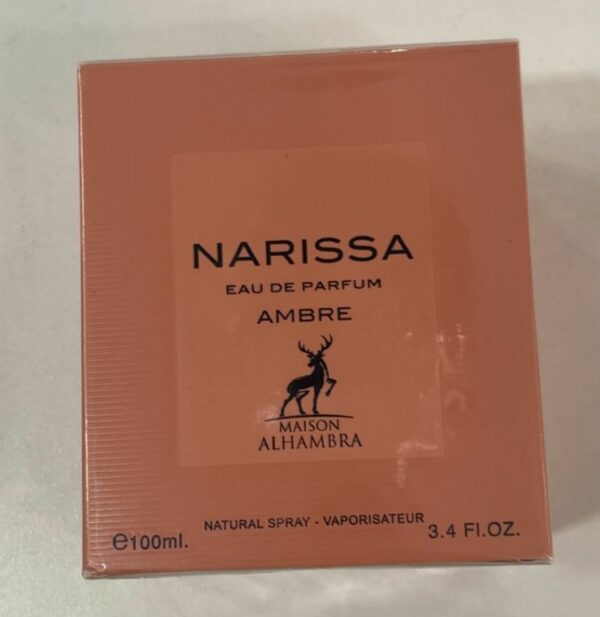 NARISSA
EAU DE PARFUM
AMBRE
MAISON
ALHAMBRA
NATURAL SPRAY - VAPORISATEUR
℮100ml.
3.4 Fl.OZ.